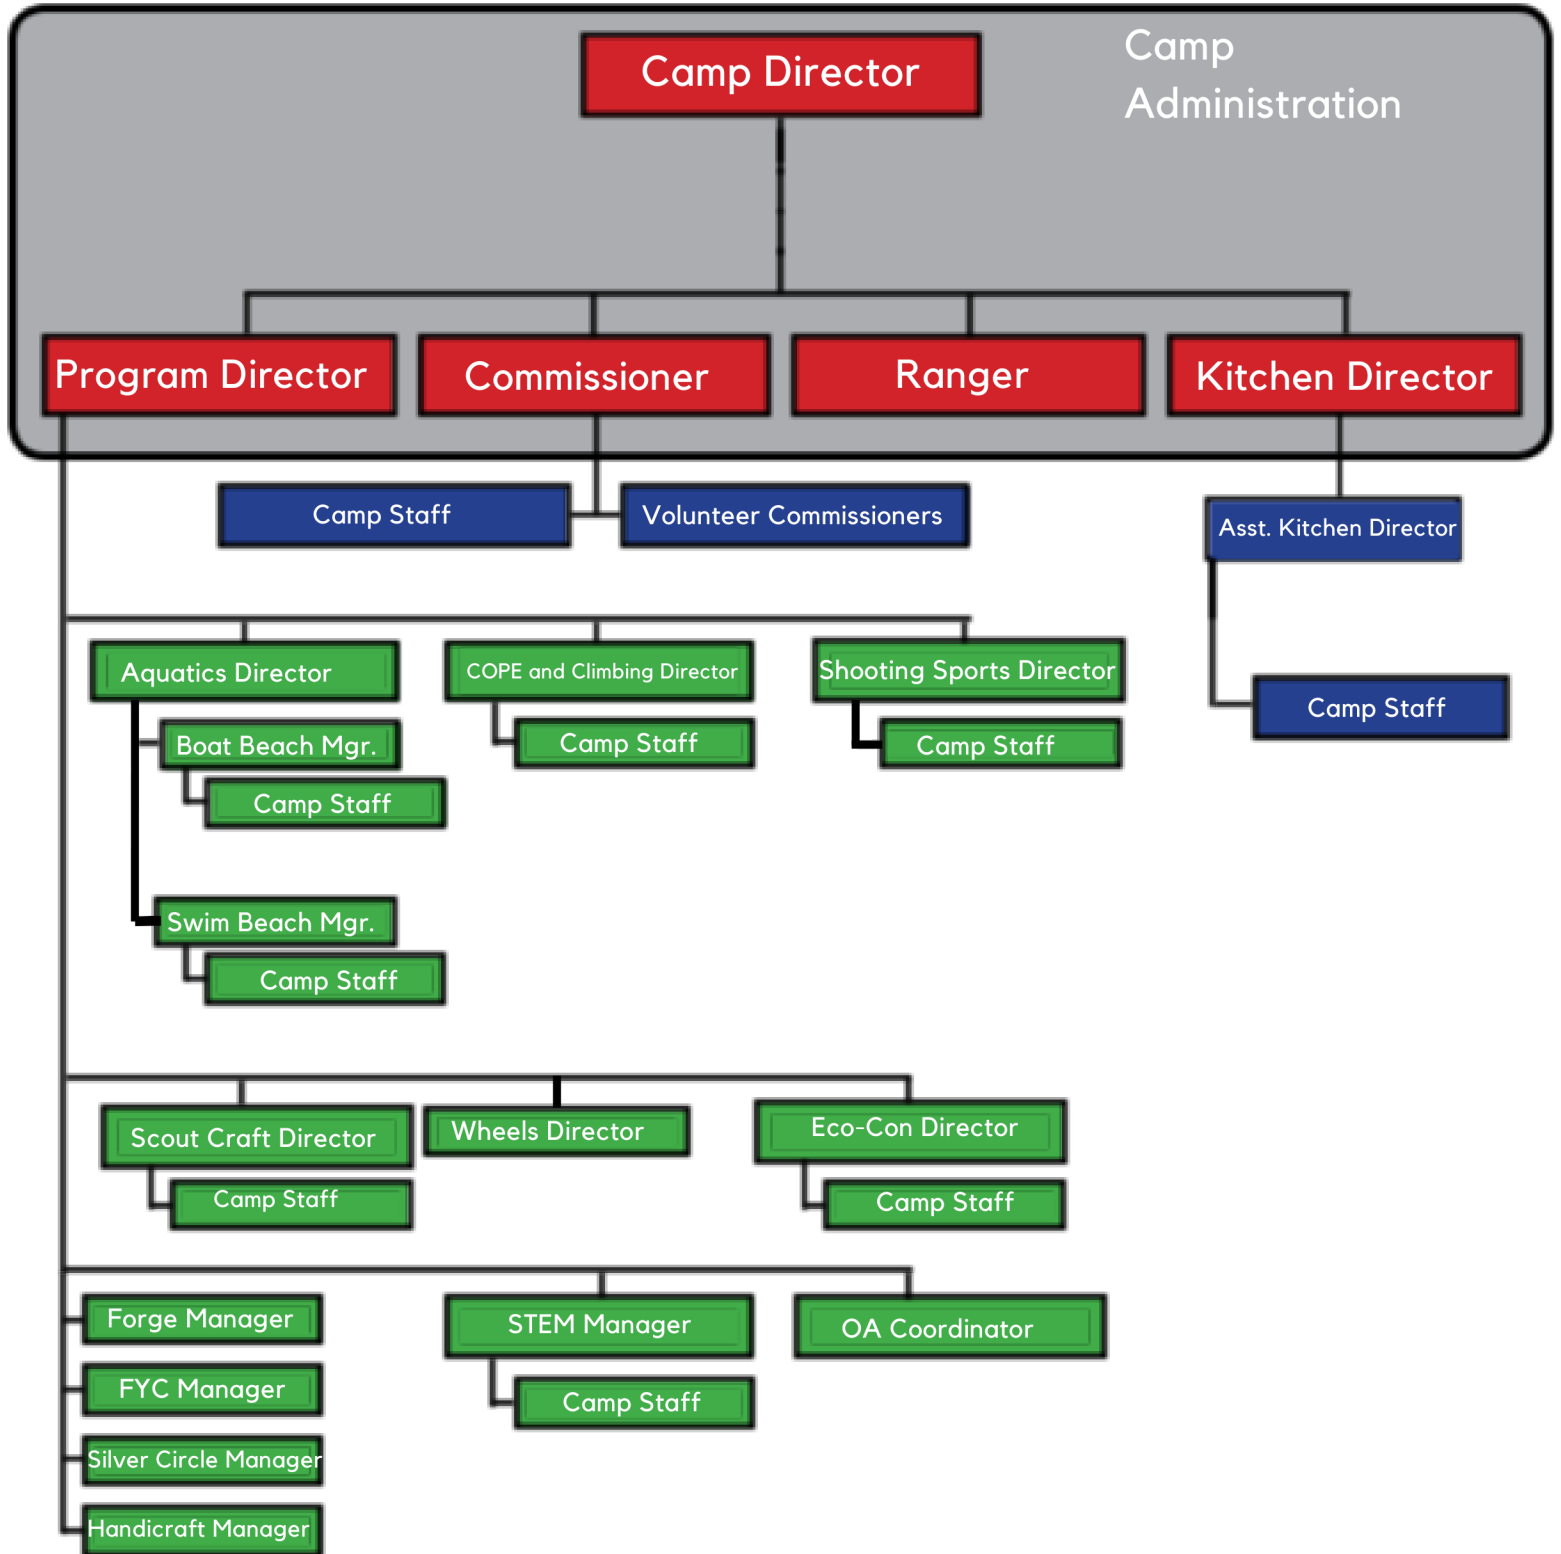 Camp Director
Camp
Administration
Program Director
Commissioner
Ranger
Kitchen Director
Camp Staff
Volunteer Commissioners
Asst. Kitchen Director
Camp Staff
Aquatics Director
COPE and Climbing Director
Shooting Sports Director
Boat Beach Mgr.
Camp Staff
Camp Staff
Camp Staff
Swim Beach Mgr.
Camp Staff
Scout Craft Director
Wheels Director
Eco-Con Director
Camp Staff
Camp Staff
Forge Manager
STEM Manager
OA Coordinator
FYC Manager
Camp Staff
Silver Circle Manager
Handicraft Manager